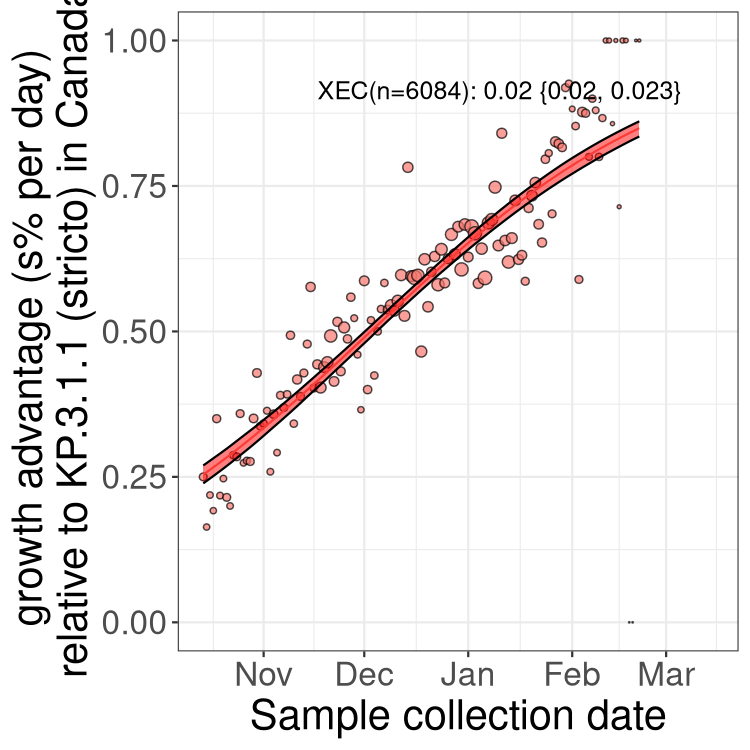 growth advantage (s% per day)
relative to KP.3.1.1 (stricto) in Canada
1.00
0.75
0.50
0.25
0.00
XEC(n=6084): 0.02 {0.02, 0.023}
Nov Dec Jan Feb Mar
Sample collection date